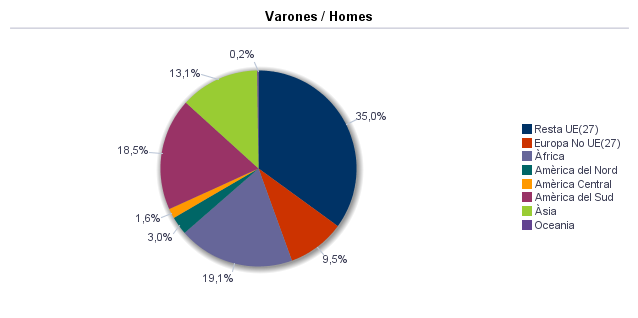 Varones / Homes
0,2%
13,1%
35,0%
18,5%
1,6%
3,0%
19,1%
9,5%
Resta UE(27)
Europa No UE(27)
Àfrica
Amèrica del Nord
Amèrica Central
Amèrica del Sud
Àsia
Oceania